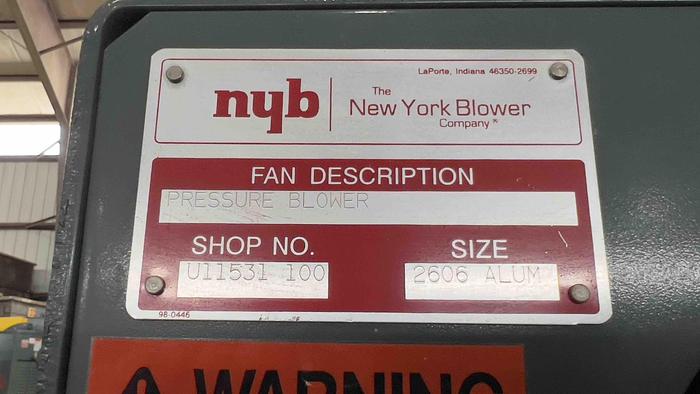 LaPorte, Indiana 46350-2699
nyb
The
New York Blower
Company®
FAN DESCRIPTION
PRESSURE BLOWER
SHOP NO.
SIZE
U11531 100
2606 ALUM
98-0446
WARNING